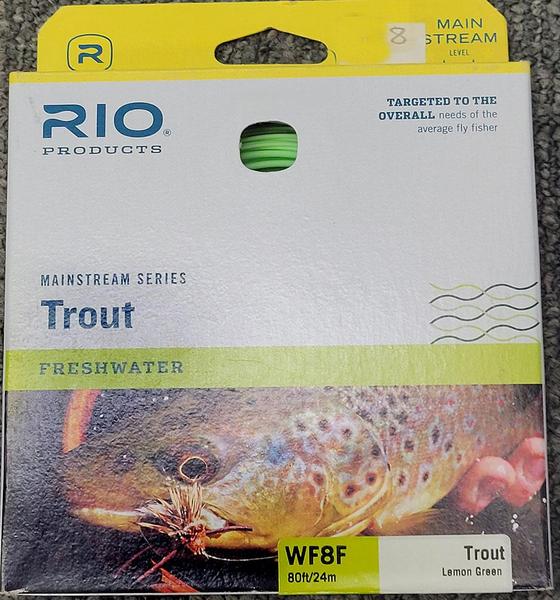 R
8
MAIN
STREAM
LEVEL
RIO®
PRODUCTS
TARGETED TO THE
OVERALL needs of the
average fly fisher
MAINSTREAM SERIES
Trout
FRESHWATER
WF8F
80ft/24m
Trout
Lemon Green